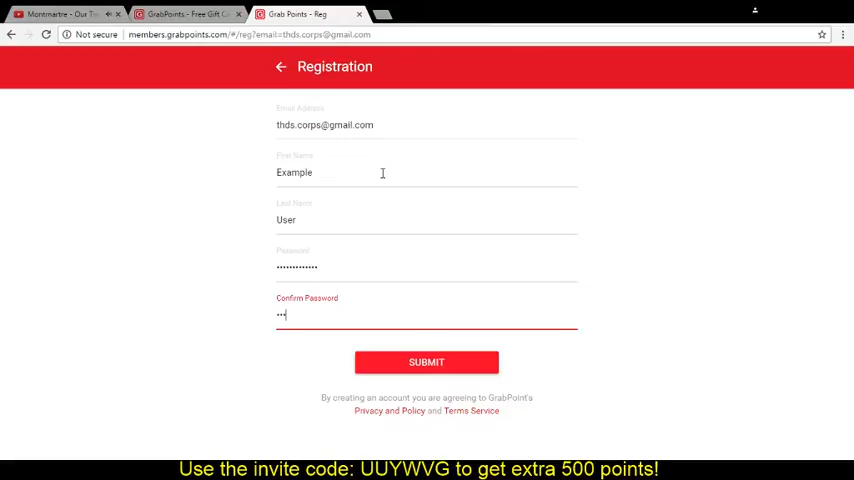 Montmartre - Our T
GrabPoints - Free Gift C
Grab Points - Reg
Not secure
members.grabpoints.com/#/reg?email=thds.corps@gmail.com
Registration
Email Address
thds.corps@gmail.com
First Name
Example
Last Name
User
Password
•••••••••••••
Confirm Password
•••
SUBMIT
By creating an account you are agreeing to GrabPoint's
Privacy and Policy and Terms Service
Use the invite code: UUYWVG to get extra 500 points!